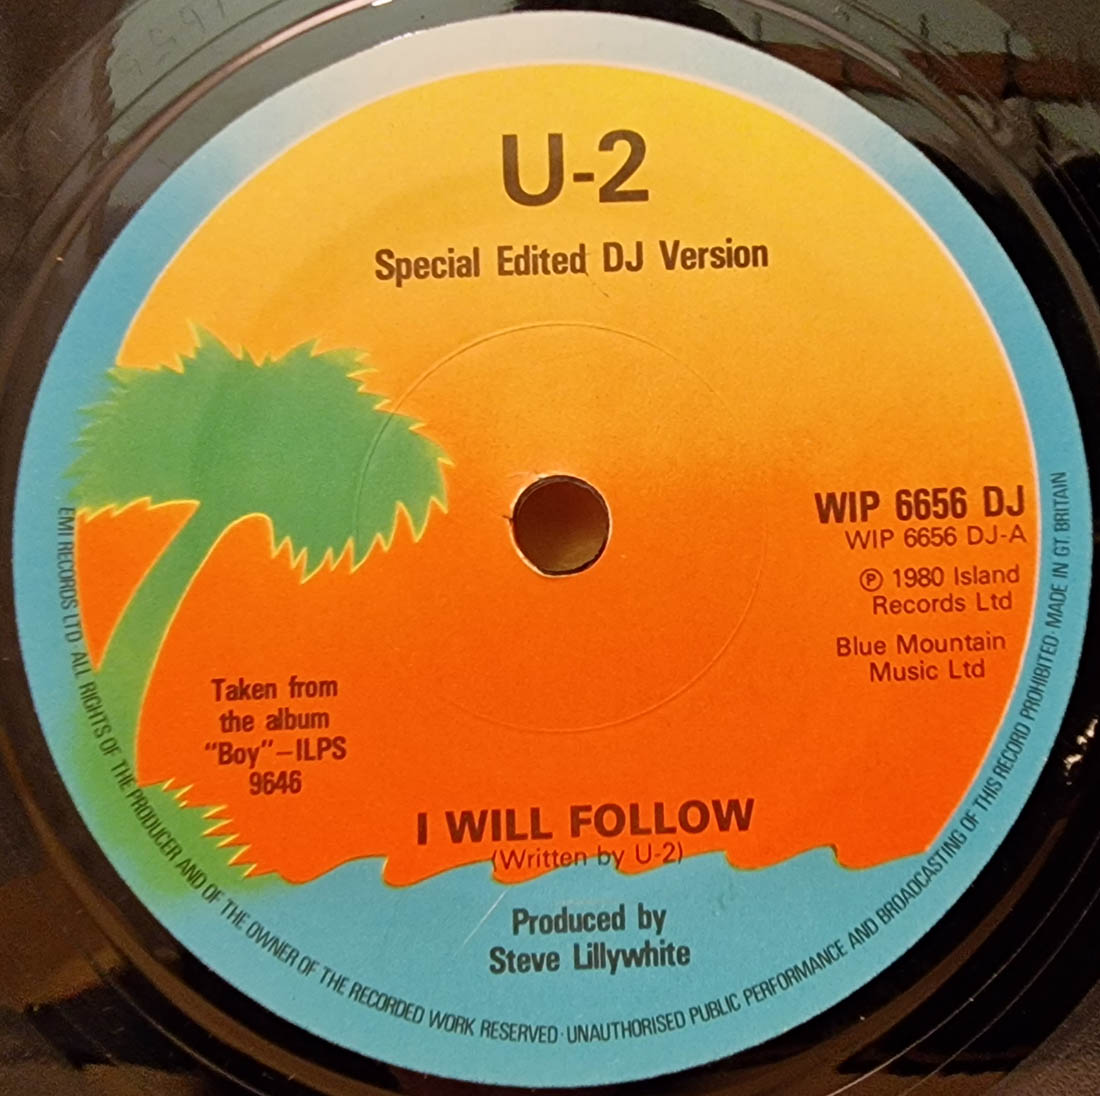 U-2
Special Edited DJ Version
WIP 6656 DJ
WIP 6656 DJ-A
Ⓟ 1980 Island
Records Ltd
Blue Mountain
Music Ltd
Taken from
the album
"Boy"–ILPS
9646
I WILL FOLLOW
(Written by U-2)
Produced by
Steve Lillywhite
EMI RECORDS LTD · ALL RIGHTS OF THE PRODUCER AND OF THE OWNER OF THE RECORDED WORK RESERVED · UNAUTHORISED PUBLIC PERFORMANCE AND BROADCASTING OF THIS RECORD PROHIBITED · MADE IN GT. BRITAIN